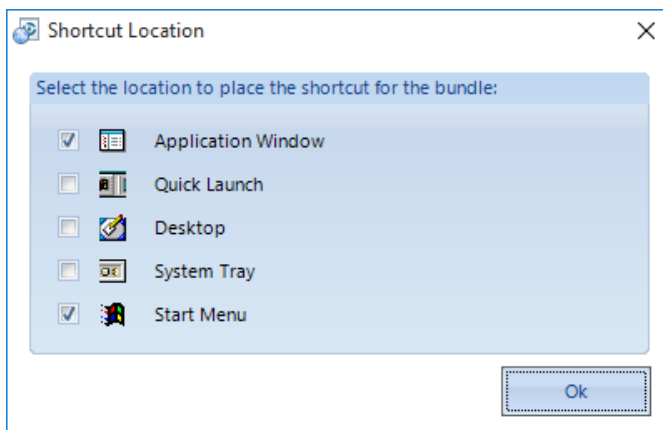 Shortcut Location
Select the location to place the shortcut for the bundle:
Application Window
Quick Launch
Desktop
System Tray
Start Menu
Ok